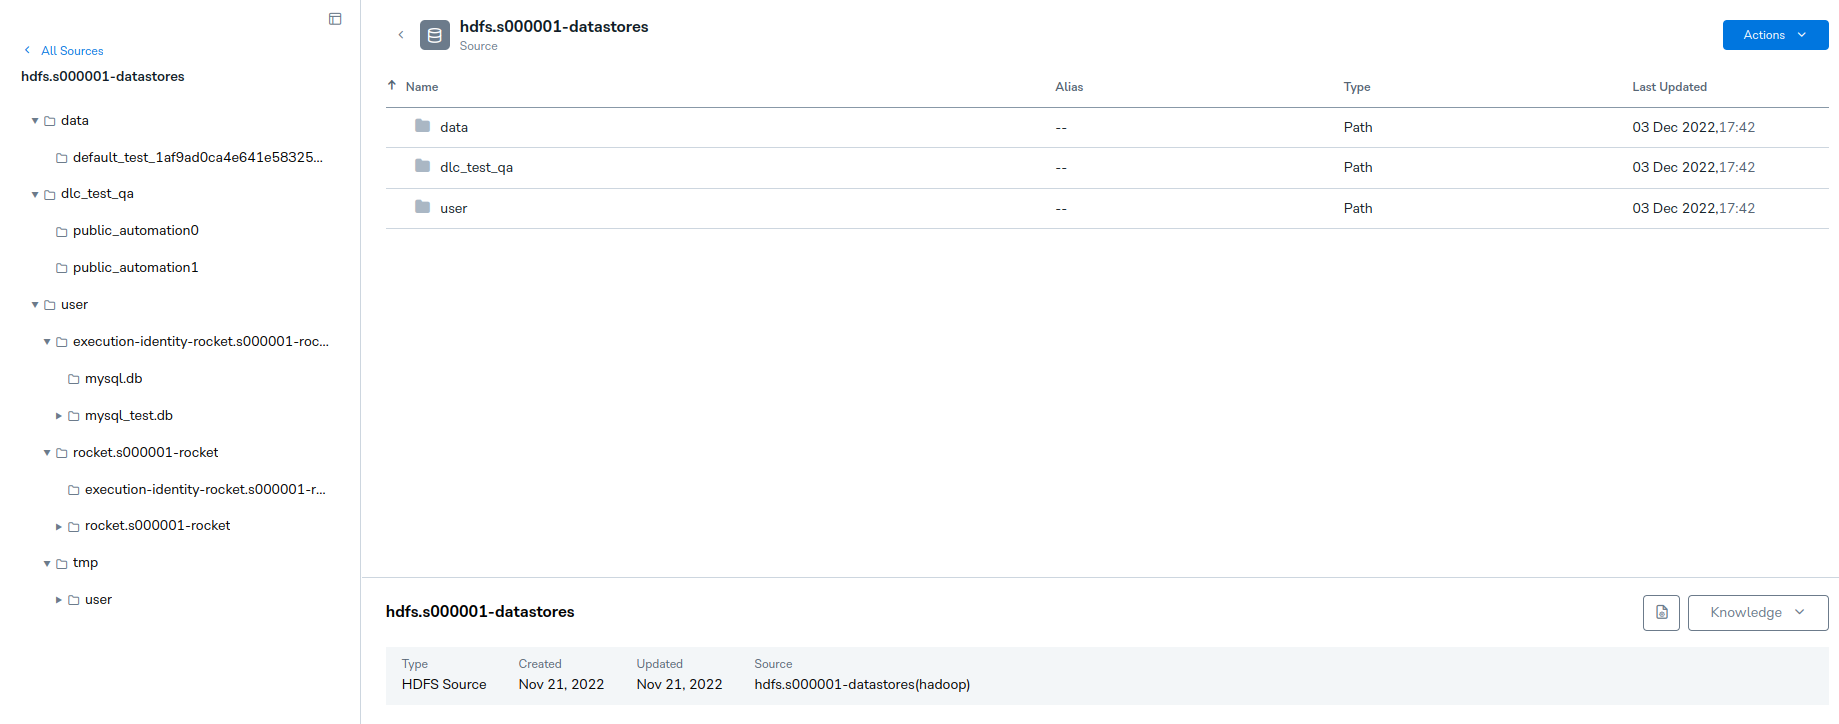 All Sources
hdfs.s000001-datastores
data
default_test_1af9ad0ca4e641e58325...
dlc_test_qa
public_automation0
public_automation1
user
execution-identity-rocket.s000001-roc...
mysql.db
mysql_test.db
rocket.s000001-rocket
execution-identity-rocket.s000001-r...
rocket.s000001-rocket
tmp
user
hdfs.s000001-datastores
Source
Actions
Name Alias Type Last Updated
data -- Path 03 Dec 2022,17:42
dlc_test_qa -- Path 03 Dec 2022,17:42
user -- Path 03 Dec 2022,17:42
hdfs.s000001-datastores
Knowledge
Type Created Updated Source
HDFS Source Nov 21, 2022 Nov 21, 2022 hdfs.s000001-datastores(hadoop)